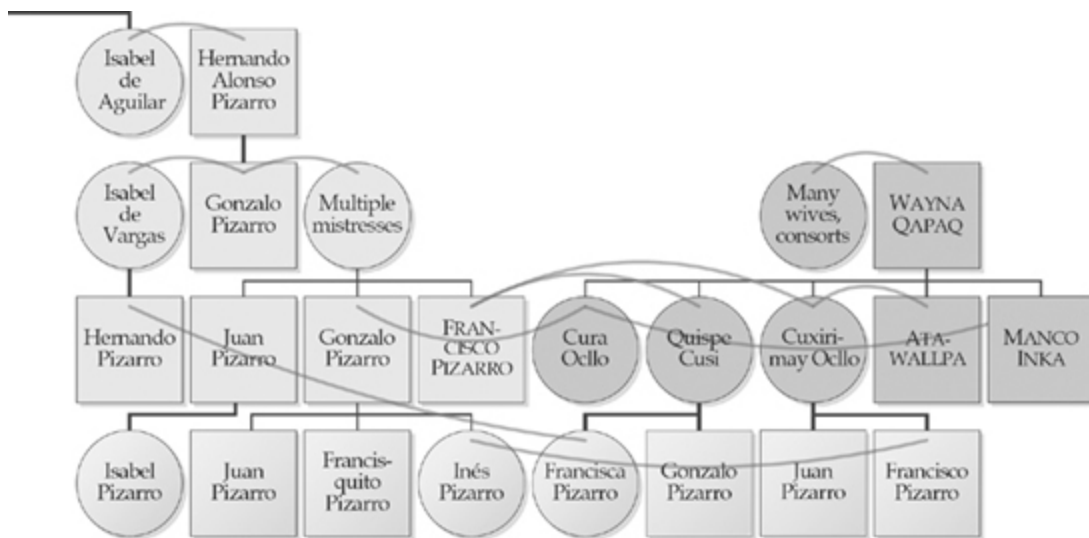 Isabel
de
Aguilar
Hernando
Alonso
Pizarro
Isabel
de
Vargas
Gonzalo
Pizarro
Multiple
mistresses
Many
wives,
consorts
WAYNA
QAPAQ
Hernando
Pizarro
Juan
Pizarro
Gonzalo
Pizarro
FRAN-
CISCO
PIZARRO
Cura
Ocllo
Quispe
Cusi
Cuxiri-
may Ocllo
ATA-
WALLPA
MANCO
INKA
Isabel
Pizarro
Juan
Pizarro
Francis-
quito
Pizarro
Inés
Pizarro
Francisca
Pizarro
Gonzalo
Pizarro
Juan
Pizarro
Francisco
Pizarro